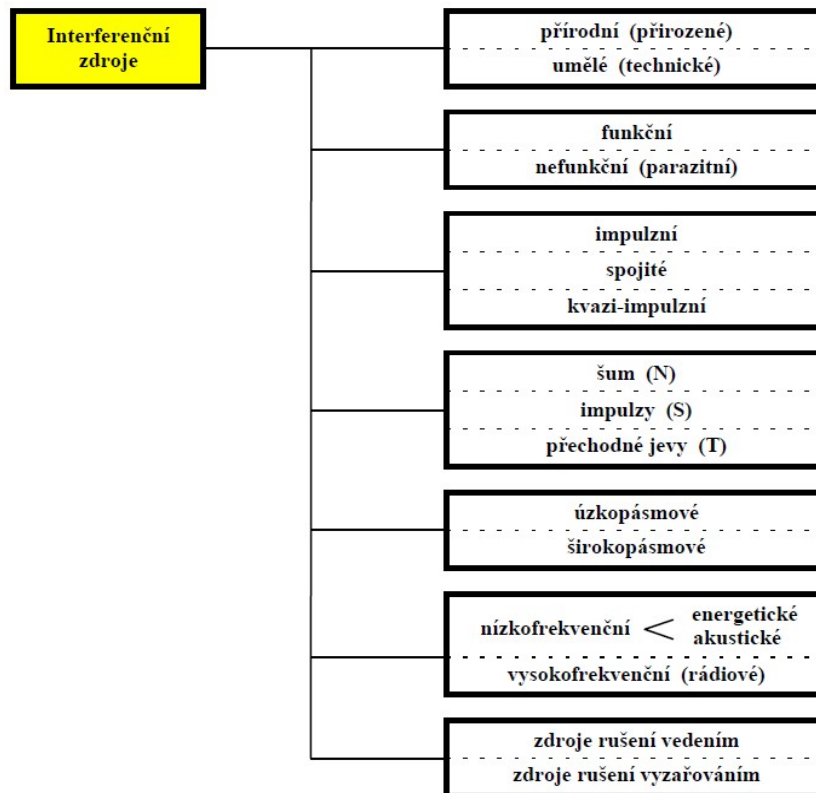 Interferenční
zdroje
přírodní (přirozené)
umělé (technické)
funkční
nefunkční (parazitní)
impulzní
spojité
kvazi-impulzní
šum (N)
impulzy (S)
přechodné jevy (T)
úzkopásmové
širokopásmové
nízkofrekvenční < energetické
akustické
vysokofrekvenční (rádiové)
zdroje rušení vedením
zdroje rušení vyzařováním